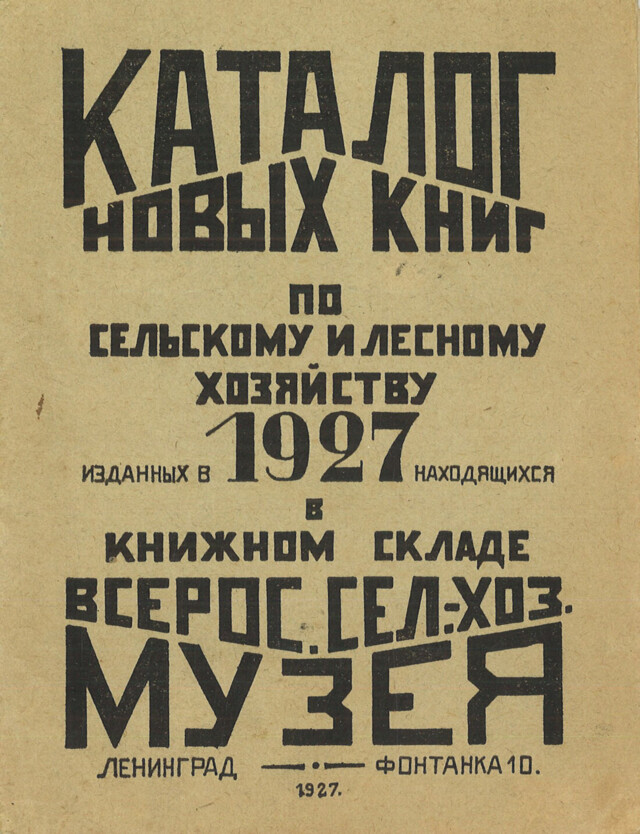 КАТАЛОГ
НОВЫХ КНИГ
ПО
СЕЛЬСКОМУ И ЛЕСНОМУ
ХОЗЯЙСТВУ
ИЗДАННЫХ В 1927 НАХОДЯЩИХСЯ
В
КНИЖНОМ СКЛАДЕ
ВСЕРОС. СЕЛ.-ХОЗ.
МУЗЕЯ
ЛЕНИНГРАД —•— ФОНТАНКА 10.
1927.